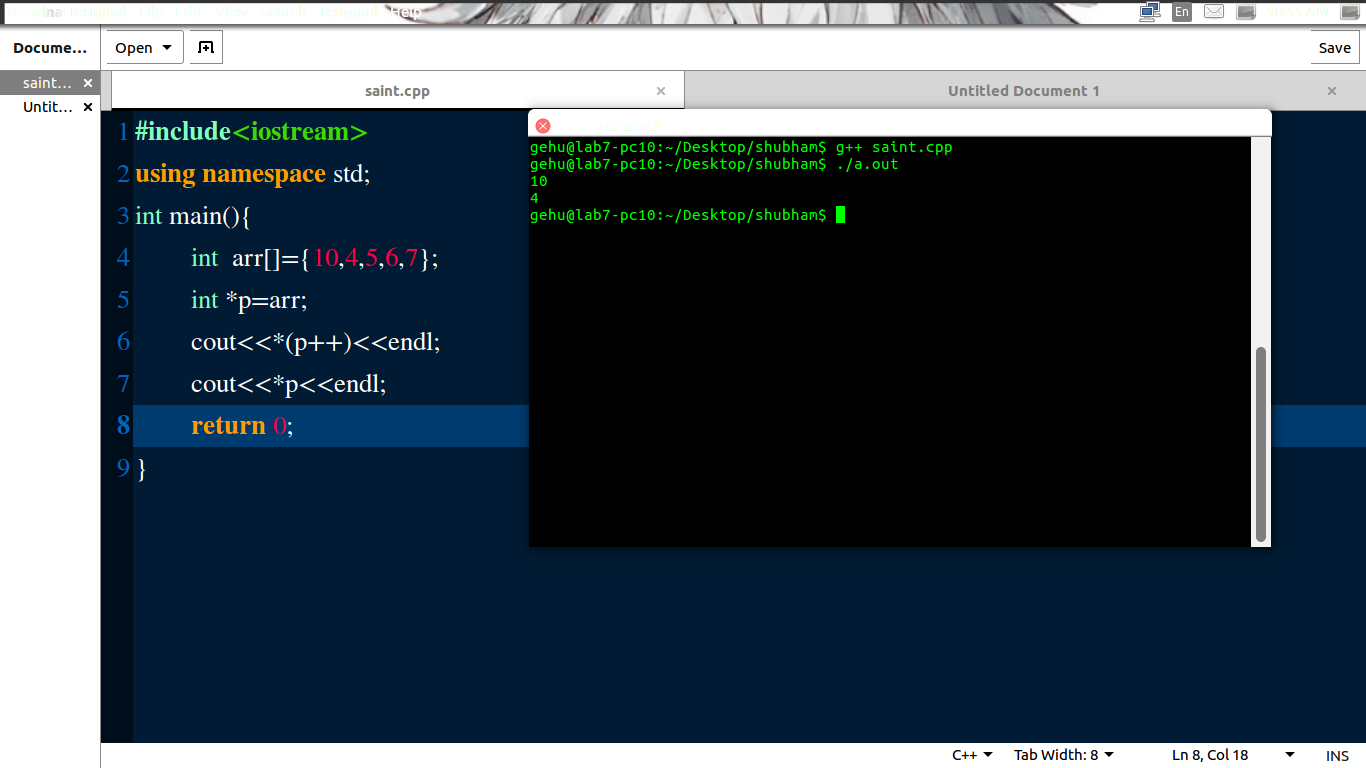 Help
En
Docume...
Open
Save
saint...
Untit...
saint.cpp
Untitled Document 1
1 #include<iostream>
2 using namespace std;
3 int main(){
4 int arr[]={10,4,5,6,7};
5 int *p=arr;
6 cout<<*(p++)<<endl;
7 cout<<*p<<endl;
8 return 0;
9 }
gehu@lab7-pc10:~/Desktop/shubham$ g++ saint.cpp
gehu@lab7-pc10:~/Desktop/shubham$ ./a.out
10
4
gehu@lab7-pc10:~/Desktop/shubham$
C++
Tab Width: 8
Ln 8, Col 18
INS